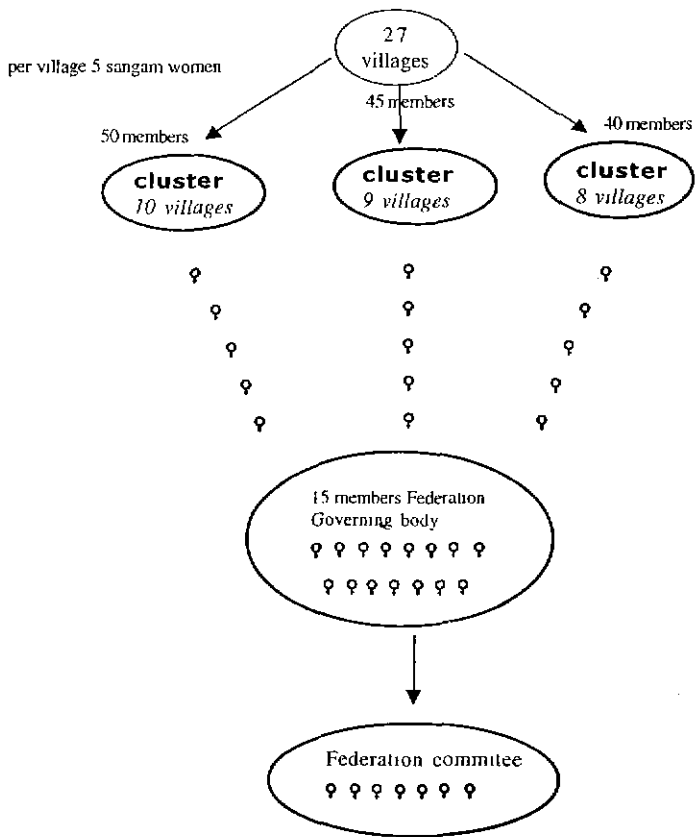 27
villages
per village 5 sangam women
45 members
50 members
40 members
cluster
10 villages
cluster
9 villages
cluster
8 villages
15 members Federation
Governing body
Federation commitee